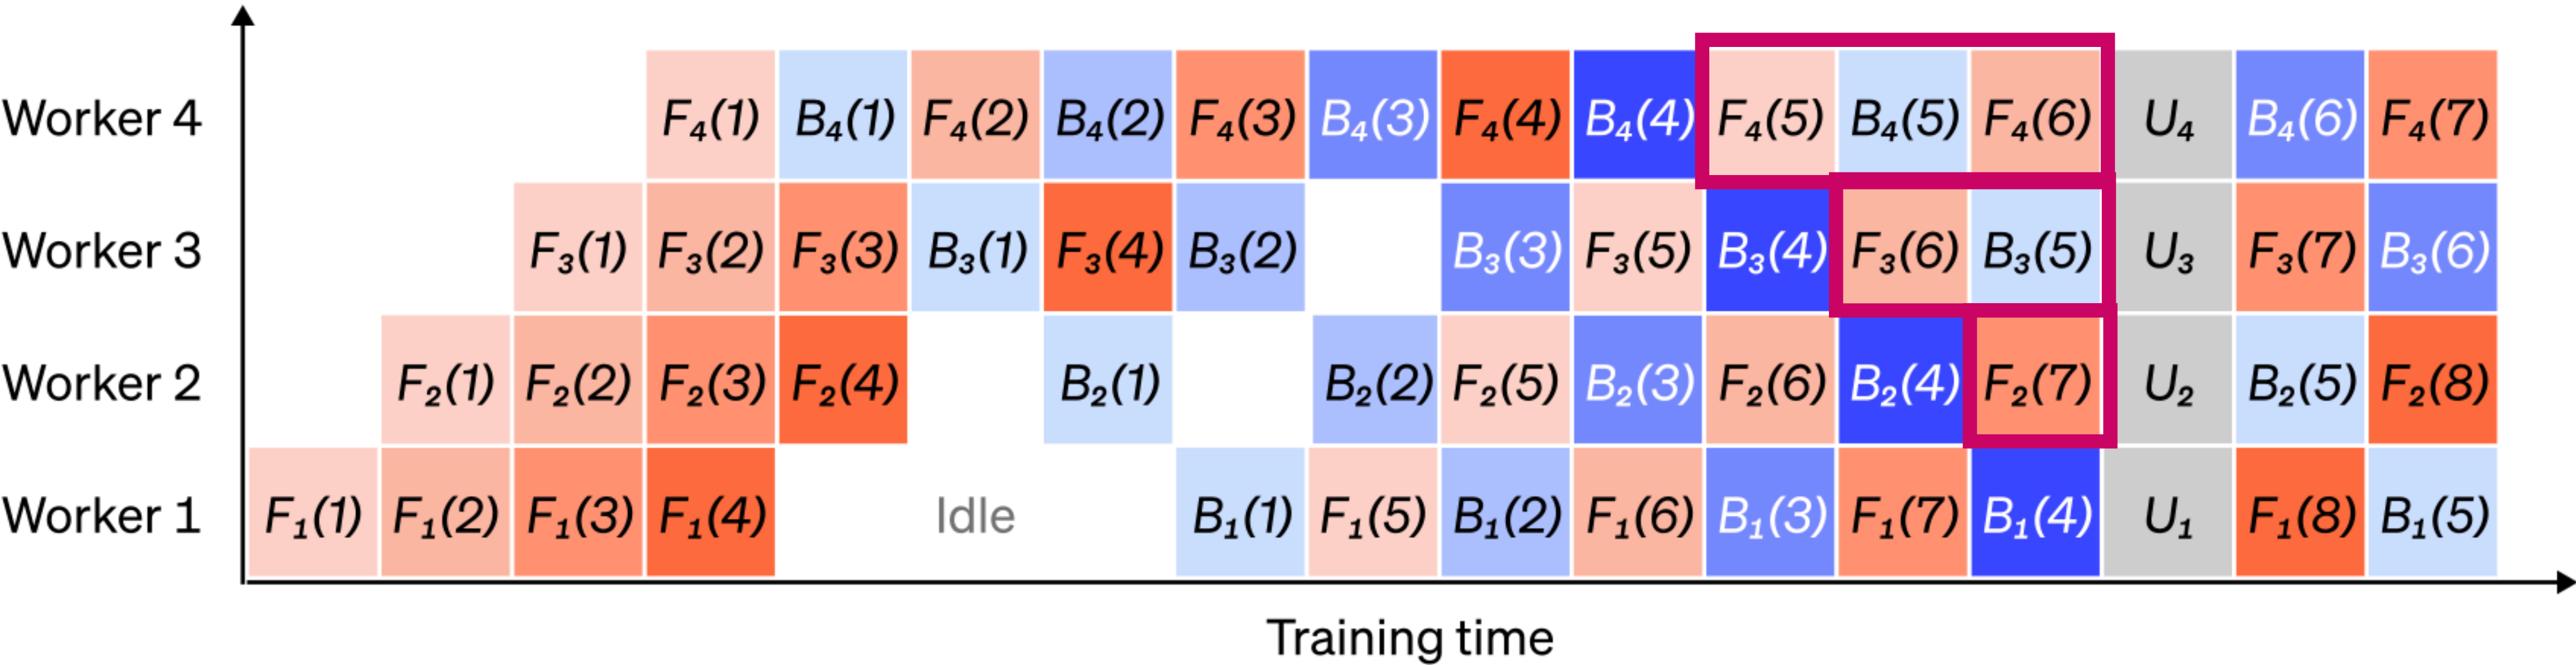 Worker 4 F₄(1) B₄(1) F₄(2) B₄(2) F₄(3) B₄(3) F₄(4) B₄(4) F₄(5) B₄(5) F₄(6) U₄ B₄(6) F₄(7)
Worker 3 F₃(1) F₃(2) F₃(3) B₃(1) F₃(4) B₃(2) B₃(3) F₃(5) B₃(4) F₃(6) B₃(5) U₃ F₃(7) B₃(6)
Worker 2 F₂(1) F₂(2) F₂(3) F₂(4) B₂(1) B₂(2) F₂(5) B₂(3) F₂(6) B₂(4) F₂(7) U₂ B₂(5) F₂(8)
Worker 1 F₁(1) F₁(2) F₁(3) F₁(4) Idle B₁(1) F₁(5) B₁(2) F₁(6) B₁(3) F₁(7) B₁(4) U₁ F₁(8) B₁(5)
Training time